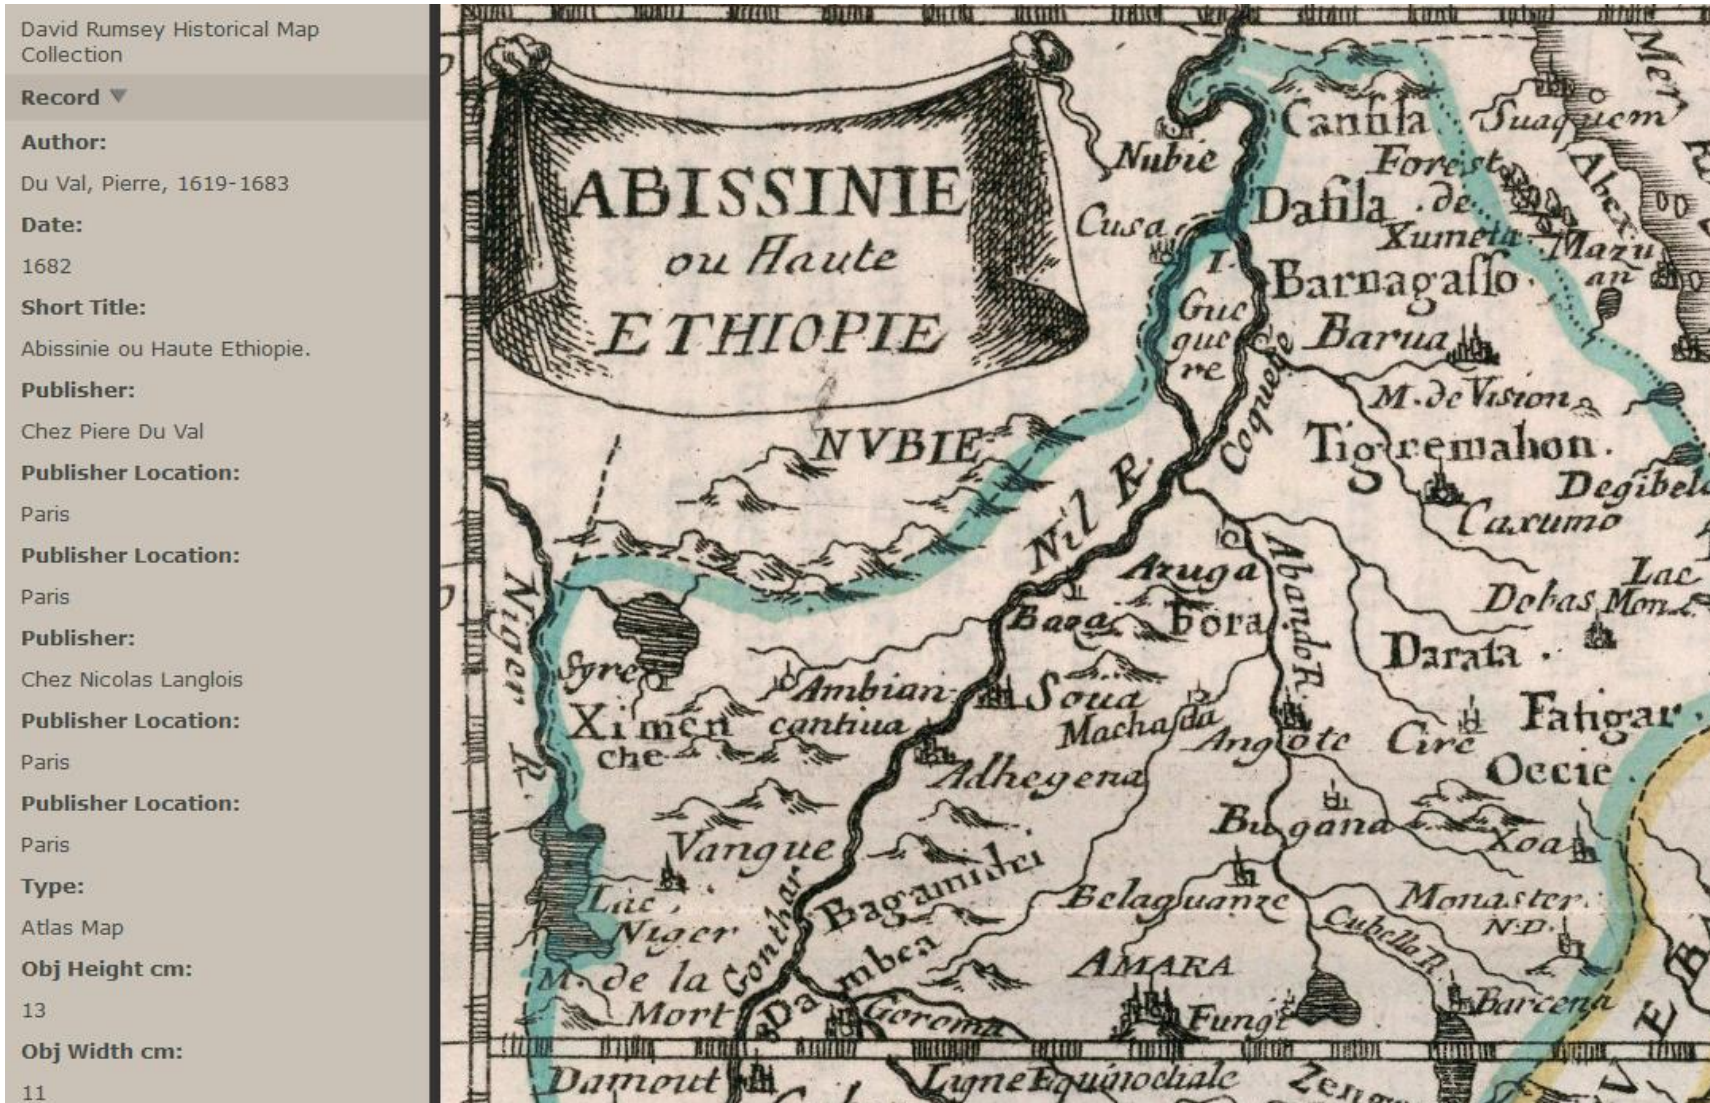 David Rumsey Historical Map
Collection
Record ▼
Author:
Du Val, Pierre, 1619-1683
Date:
1682
Short Title:
Abissinie ou Haute Ethiopie.
Publisher:
Chez Piere Du Val
Publisher Location:
Paris
Publisher Location:
Paris
Publisher:
Chez Nicolas Langlois
Publisher Location:
Paris
Publisher Location:
Paris
Type:
Atlas Map
Obj Height cm:
13
Obj Width cm:
11
ABISSINIE
ou Haute
ETHIOPIE
Mer
Canfila
Suaquem
Nubie
Forest
de
Xumeta
Abex
Dafila
Cusa
Mazu
an
I.
Gue
gue
re
Barnagasso
Barua
Coquete
M. de Vision
NVBIE
Tigremahon.
Degibel
Caxumo
Nil R.
Niger R.
Azuga
Abando R.
Lac
Baza
Fora
Dobas
Darata
Syre
Ambian
cantiua
Soua
Machasda
Fatigar
Ximen
che
Angote
Cire
Occie
Adhegena
Bugana
Xoa
Vangue
Bagamidri
Lac
Niger
Belaguanze
Monaster
N.D.
Gonthar
Dambea
Cubella R.
AMARA
M. de la
Mort
Goroma
Fungi
Barcena
Damout
Ligne Equinoctiale